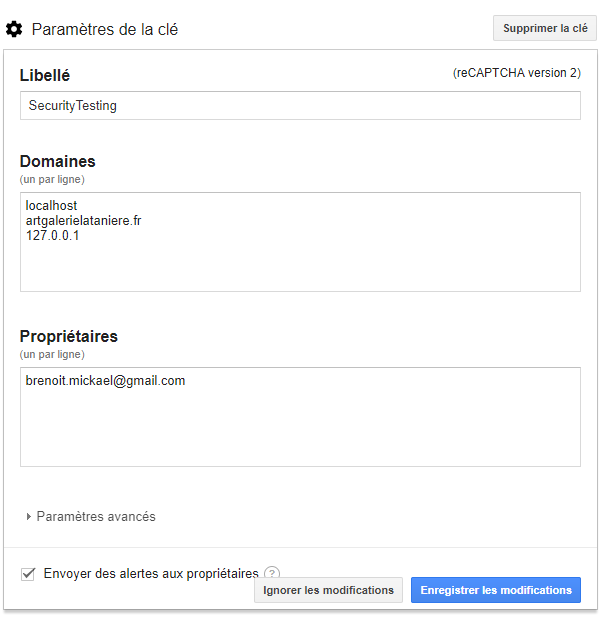 Paramètres de la clé
Supprimer la clé
Libellé
(reCAPTCHA version 2)
SecurityTesting
Domaines
(un par ligne)
localhost
artgalerielataniere.fr
127.0.0.1
Propriétaires
(un par ligne)
brenoit.mickael@gmail.com
Paramètres avancés
Envoyer des alertes aux propriétaires ?
Ignorer les modifications
Enregistrer les modifications